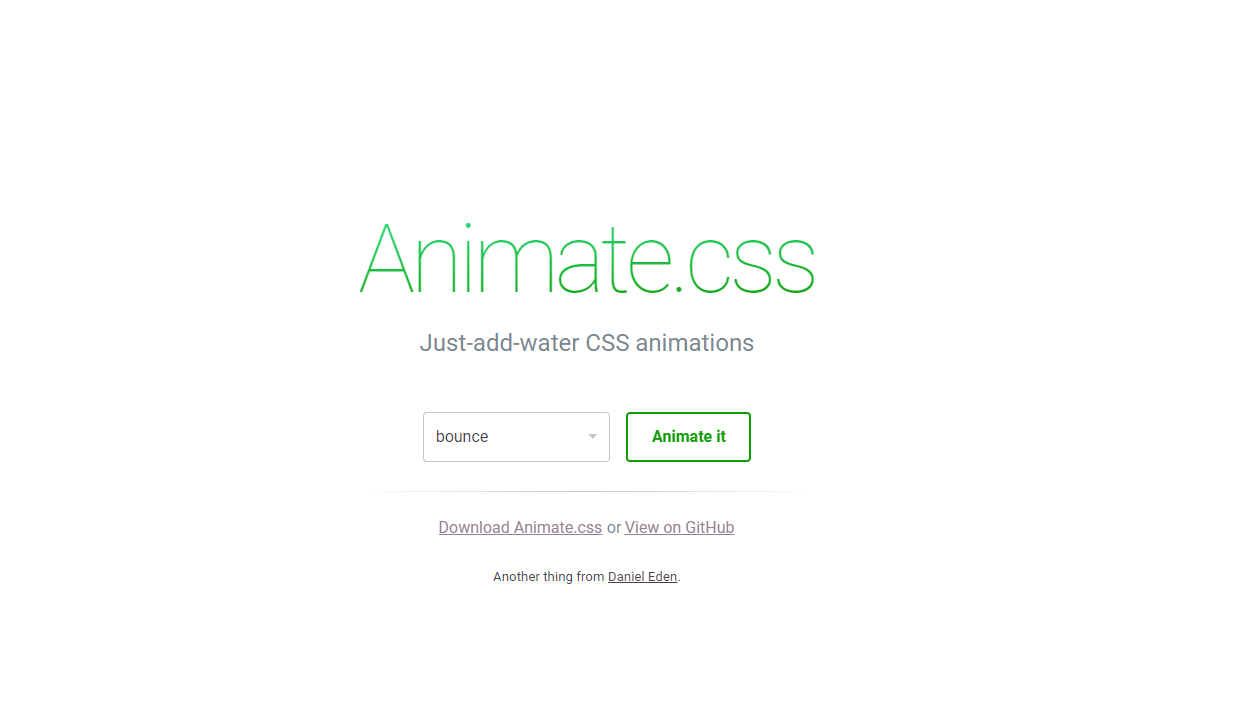 Animate.css
Just-add-water CSS animations
bounce Animate it
Download Animate.css or View on GitHub
Another thing from Daniel Eden.